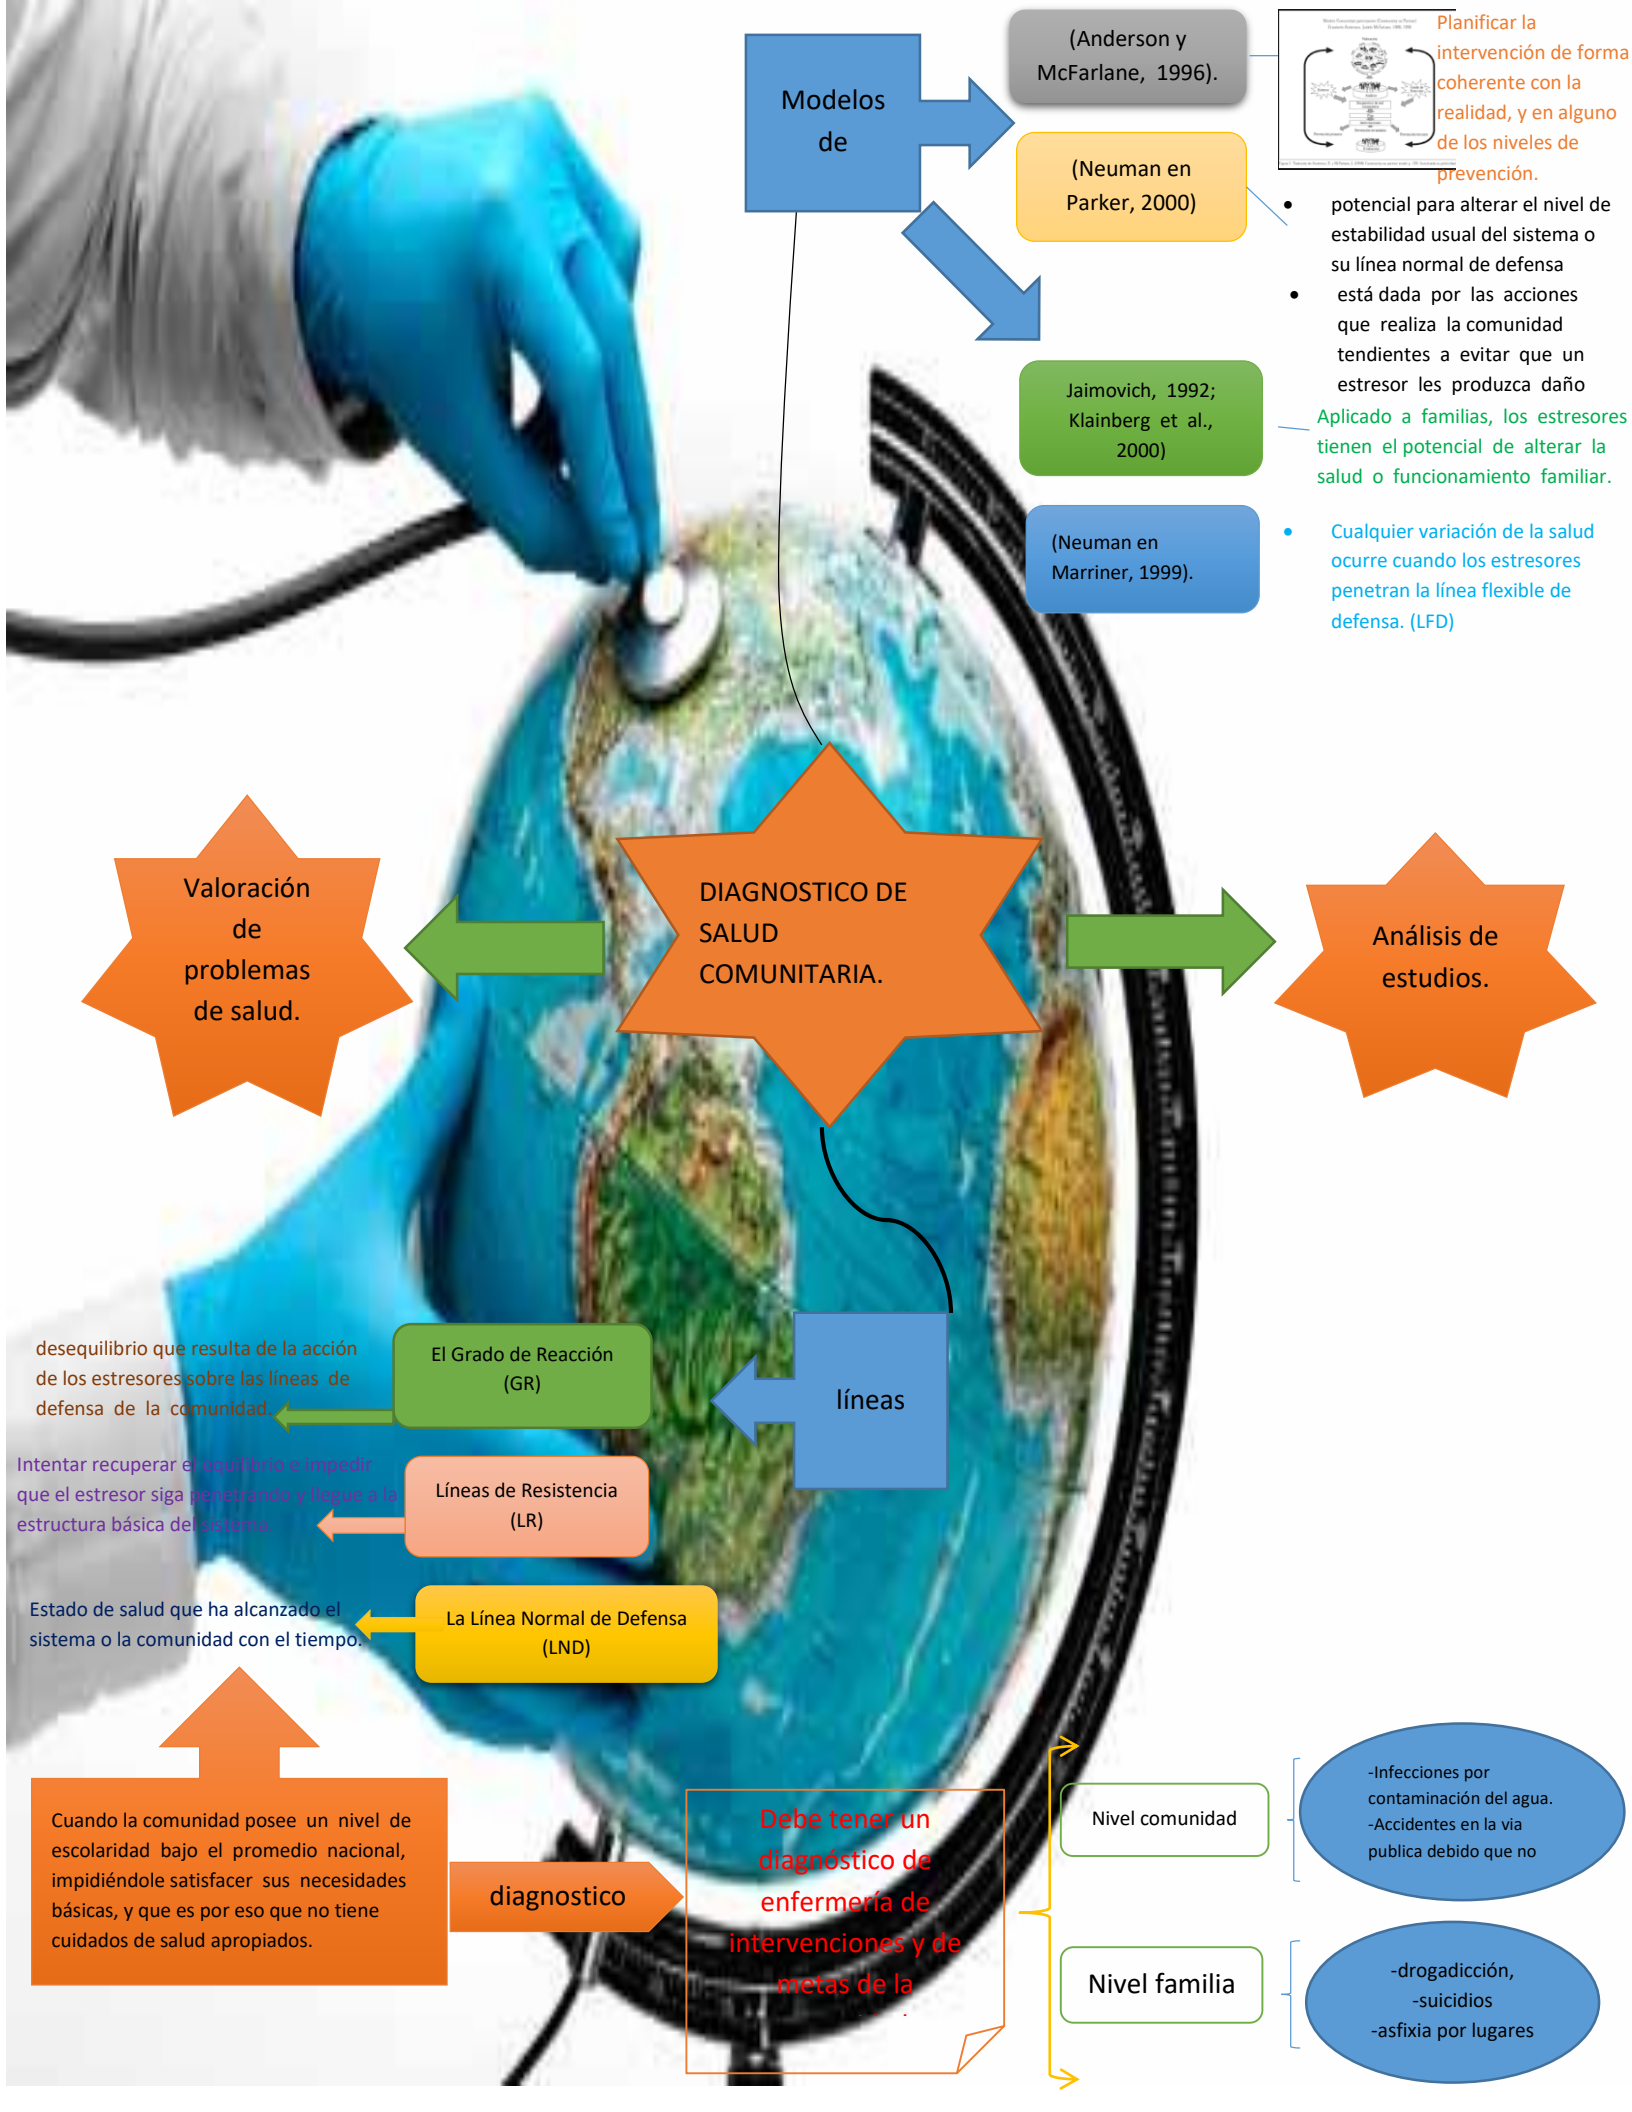 Modelos
de
(Anderson y
McFarlane, 1996).
Planificar la
intervención de forma
coherente con la
realidad, y en alguno
de los niveles de
prevención.
(Neuman en
Parker, 2000)
• potencial para alterar el nivel de
estabilidad usual del sistema o
su línea normal de defensa
• está dada por las acciones
que realiza la comunidad
tendientes a evitar que un
estresor les produzca daño
Jaimovich, 1992;
Klainberg et al.,
2000)
Aplicado a familias, los estresores
tienen el potencial de alterar la
salud o funcionamiento familiar.
(Neuman en
Marriner, 1999).
• Cualquier variación de la salud
ocurre cuando los estresores
penetran la línea flexible de
defensa. (LFD)
Valoración
de
problemas
de salud.
DIAGNOSTICO DE
SALUD
COMUNITARIA.
Análisis de
estudios.
líneas
El Grado de Reacción
(GR)
desequilibrio que resulta de la acción
de los estresores sobre las líneas de
defensa de la comunidad.
Líneas de Resistencia
(LR)
Intentar recuperar el equilibrio e impedir
que el estresor siga penetrando y llegue a la
estructura básica del sistema.
La Línea Normal de Defensa
(LND)
Estado de salud que ha alcanzado el
sistema o la comunidad con el tiempo.
Cuando la comunidad posee un nivel de
escolaridad bajo el promedio nacional,
impidiéndole satisfacer sus necesidades
básicas, y que es por eso que no tiene
cuidados de salud apropiados.
diagnostico
Debe tener un
diagnóstico de
enfermería de
intervenciones y de
metas de la
Nivel comunidad
-Infecciones por
contaminación del agua.
-Accidentes en la via
publica debido que no
Nivel familia
-drogadicción,
-suicidios
-asfixia por lugares